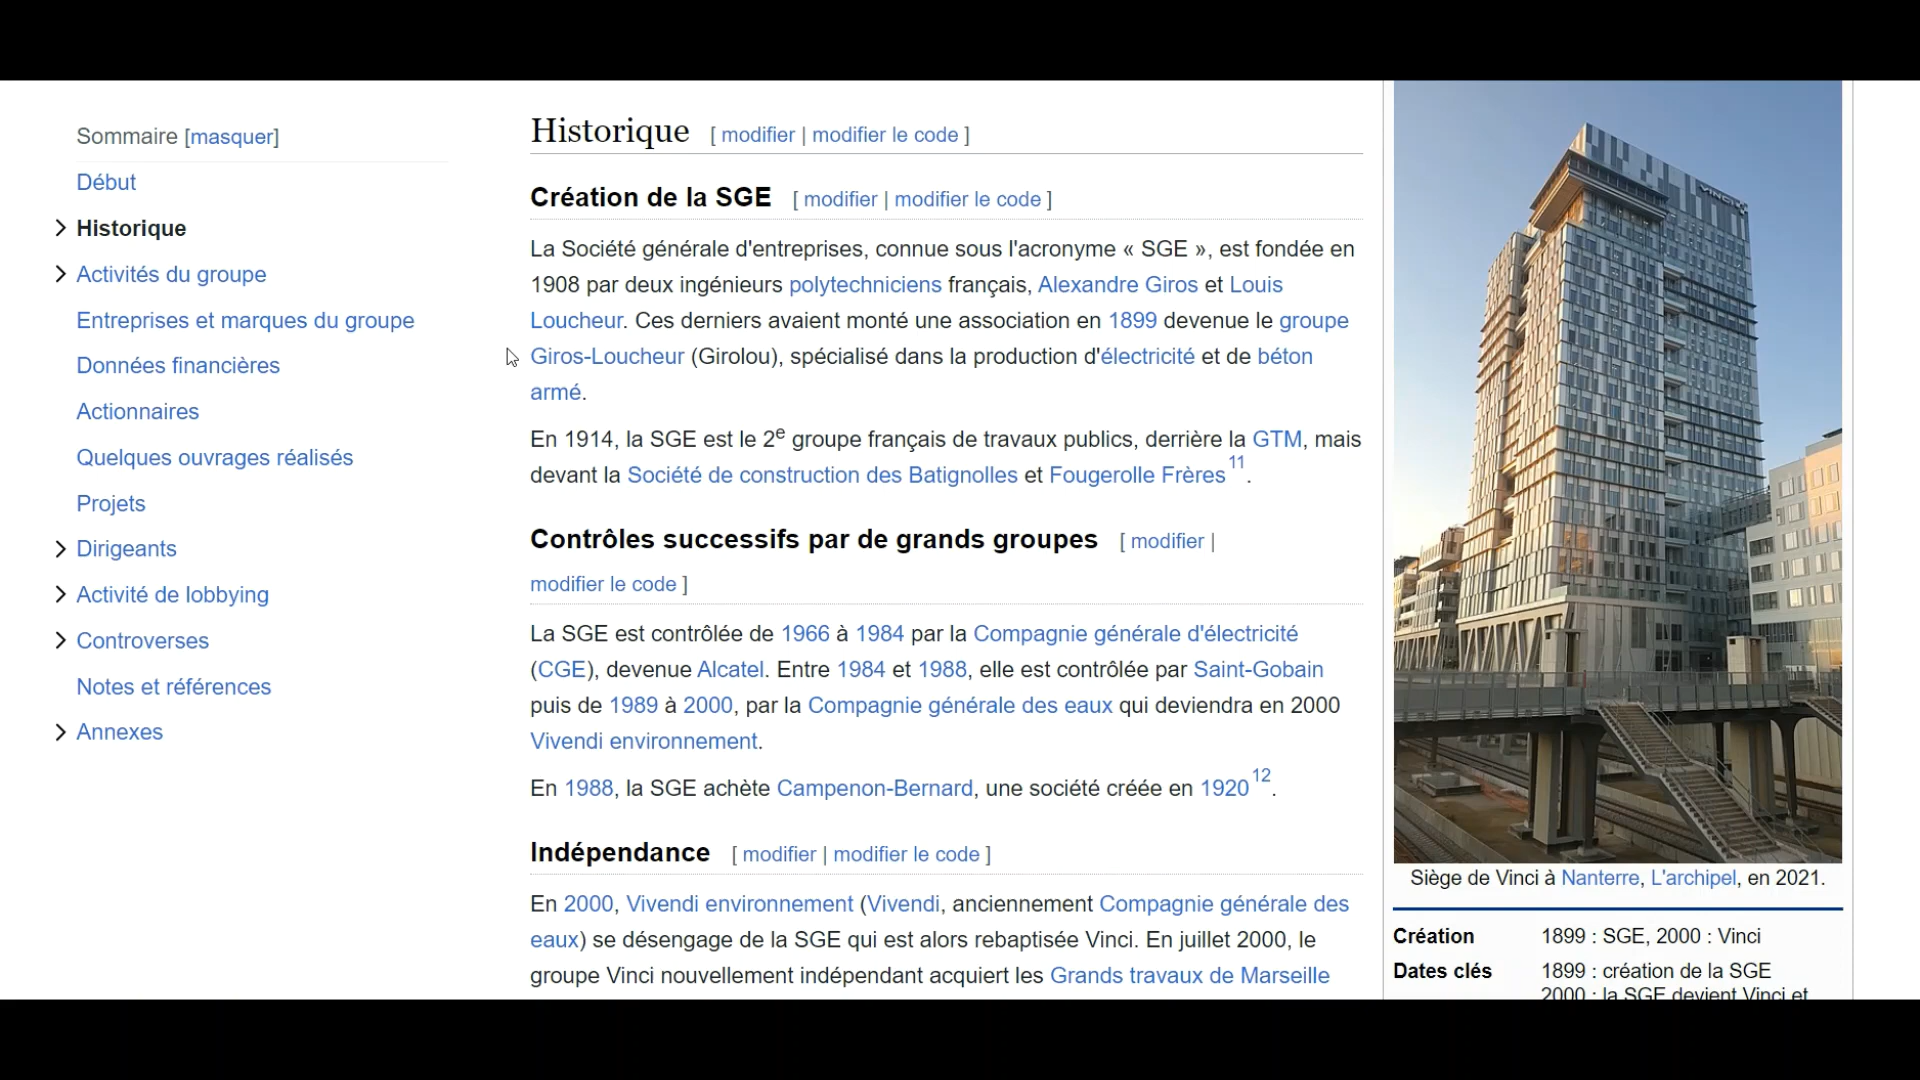 Sommaire [masquer]
Début
Historique
Activités du groupe
Entreprises et marques du groupe
Données financières
Actionnaires
Quelques ouvrages réalisés
Projets
Dirigeants
Activité de lobbying
Controverses
Notes et références
Annexes
Historique [ modifier | modifier le code ]
Création de la SGE [ modifier | modifier le code ]
La Société générale d'entreprises, connue sous l'acronyme « SGE », est fondée en
1908 par deux ingénieurs polytechniciens français, Alexandre Giros et Louis
Loucheur. Ces derniers avaient monté une association en 1899 devenue le groupe
Giros-Loucheur (Girolou), spécialisé dans la production d'électricité et de béton
armé.
En 1914, la SGE est le 2e groupe français de travaux publics, derrière la GTM, mais
devant la Société de construction des Batignolles et Fougerolle Frères 11.
Contrôles successifs par de grands groupes [ modifier |
modifier le code ]
La SGE est contrôlée de 1966 à 1984 par la Compagnie générale d'électricité
(CGE), devenue Alcatel. Entre 1984 et 1988, elle est contrôlée par Saint-Gobain
puis de 1989 à 2000, par la Compagnie générale des eaux qui deviendra en 2000
Vivendi environnement.
En 1988, la SGE achète Campenon-Bernard, une société créée en 1920 12.
Indépendance [ modifier | modifier le code ]
En 2000, Vivendi environnement (Vivendi, anciennement Compagnie générale des
eaux) se désengage de la SGE qui est alors rebaptisée Vinci. En juillet 2000, le
groupe Vinci nouvellement indépendant acquiert les Grands travaux de Marseille
VINCI
Siège de Vinci à Nanterre, L'archipel, en 2021.
Création 1899 : SGE, 2000 : Vinci
Dates clés 1899 : création de la SGE
2000 : la SGE devient Vinci et